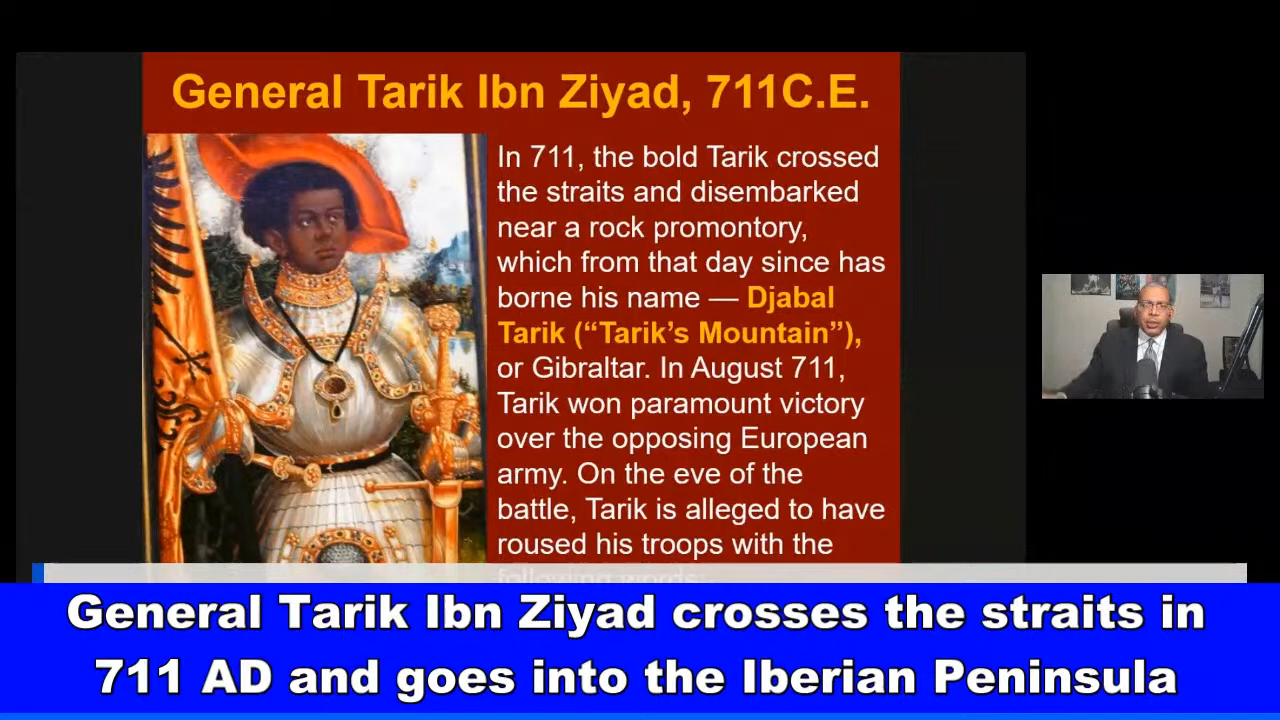 General Tarik Ibn Ziyad, 711C.E.
In 711, the bold Tarik crossed
the straits and disembarked
near a rock promontory,
which from that day since has
borne his name — Djabal
Tarik (“Tarik’s Mountain”),
or Gibraltar. In August 711,
Tarik won paramount victory
over the opposing European
army. On the eve of the
battle, Tarik is alleged to have
roused his troops with the
following words:
General Tarik Ibn Ziyad crosses the straits in
711 AD and goes into the Iberian Peninsula